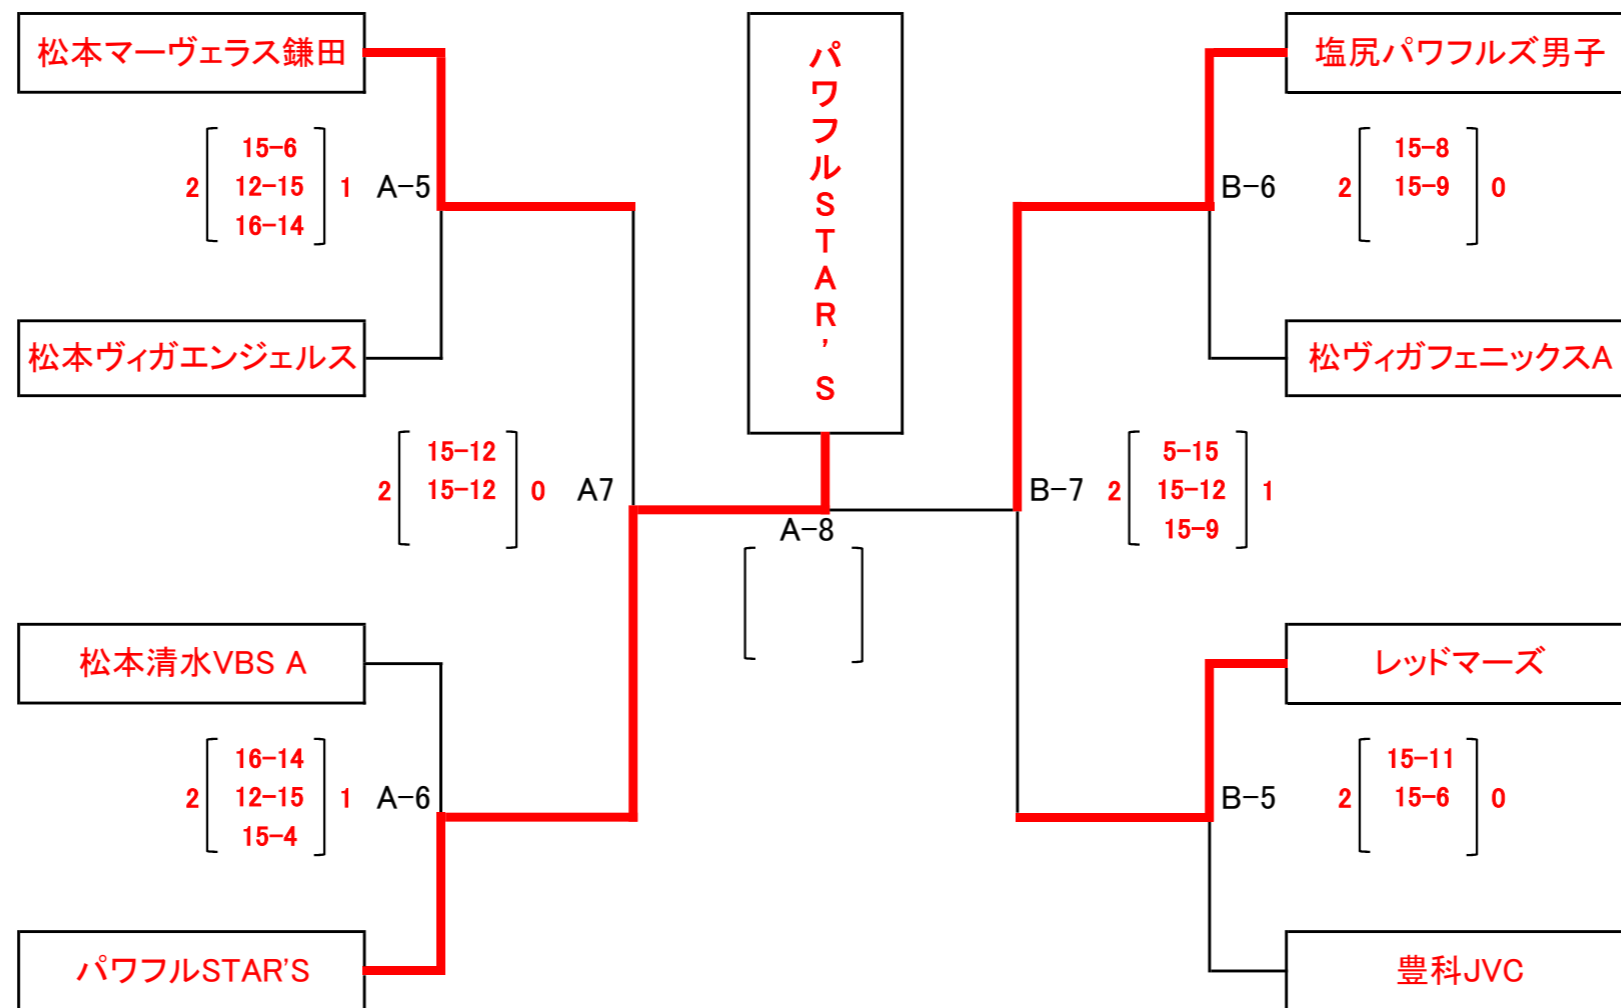 松本マーヴェラス鎌田
パワフルSTAR'S
塩尻パワフルズ男子
15-6
2 12-15 1 A-5
16-14
B-6
15-8
2 15-9 0
松本ヴィガエンジェルス
松ヴィガフェニックスA
15-12
2 15-12 0 A7
B-7
5-15
2 15-12 1
15-9
A-8
松本清水VBS A
レッドマーズ
16-14
2 12-15 1 A-6
15-4
B-5
15-11
2 15-6 0
パワフルSTAR'S
豊科JVC